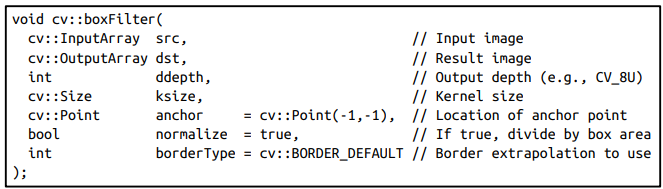 void cv::boxFilter(
  cv::InputArray  src,                        // Input image
  cv::OutputArray dst,                        // Result image
  int             ddepth,                     // Output depth (e.g., CV_8U)
  cv::Size        ksize,                      // Kernel size
  cv::Point       anchor     = cv::Point(-1,-1),  // Location of anchor point
  bool            normalize  = true,          // If true, divide by box area
  int             borderType = cv::BORDER_DEFAULT // Border extrapolation to use
);